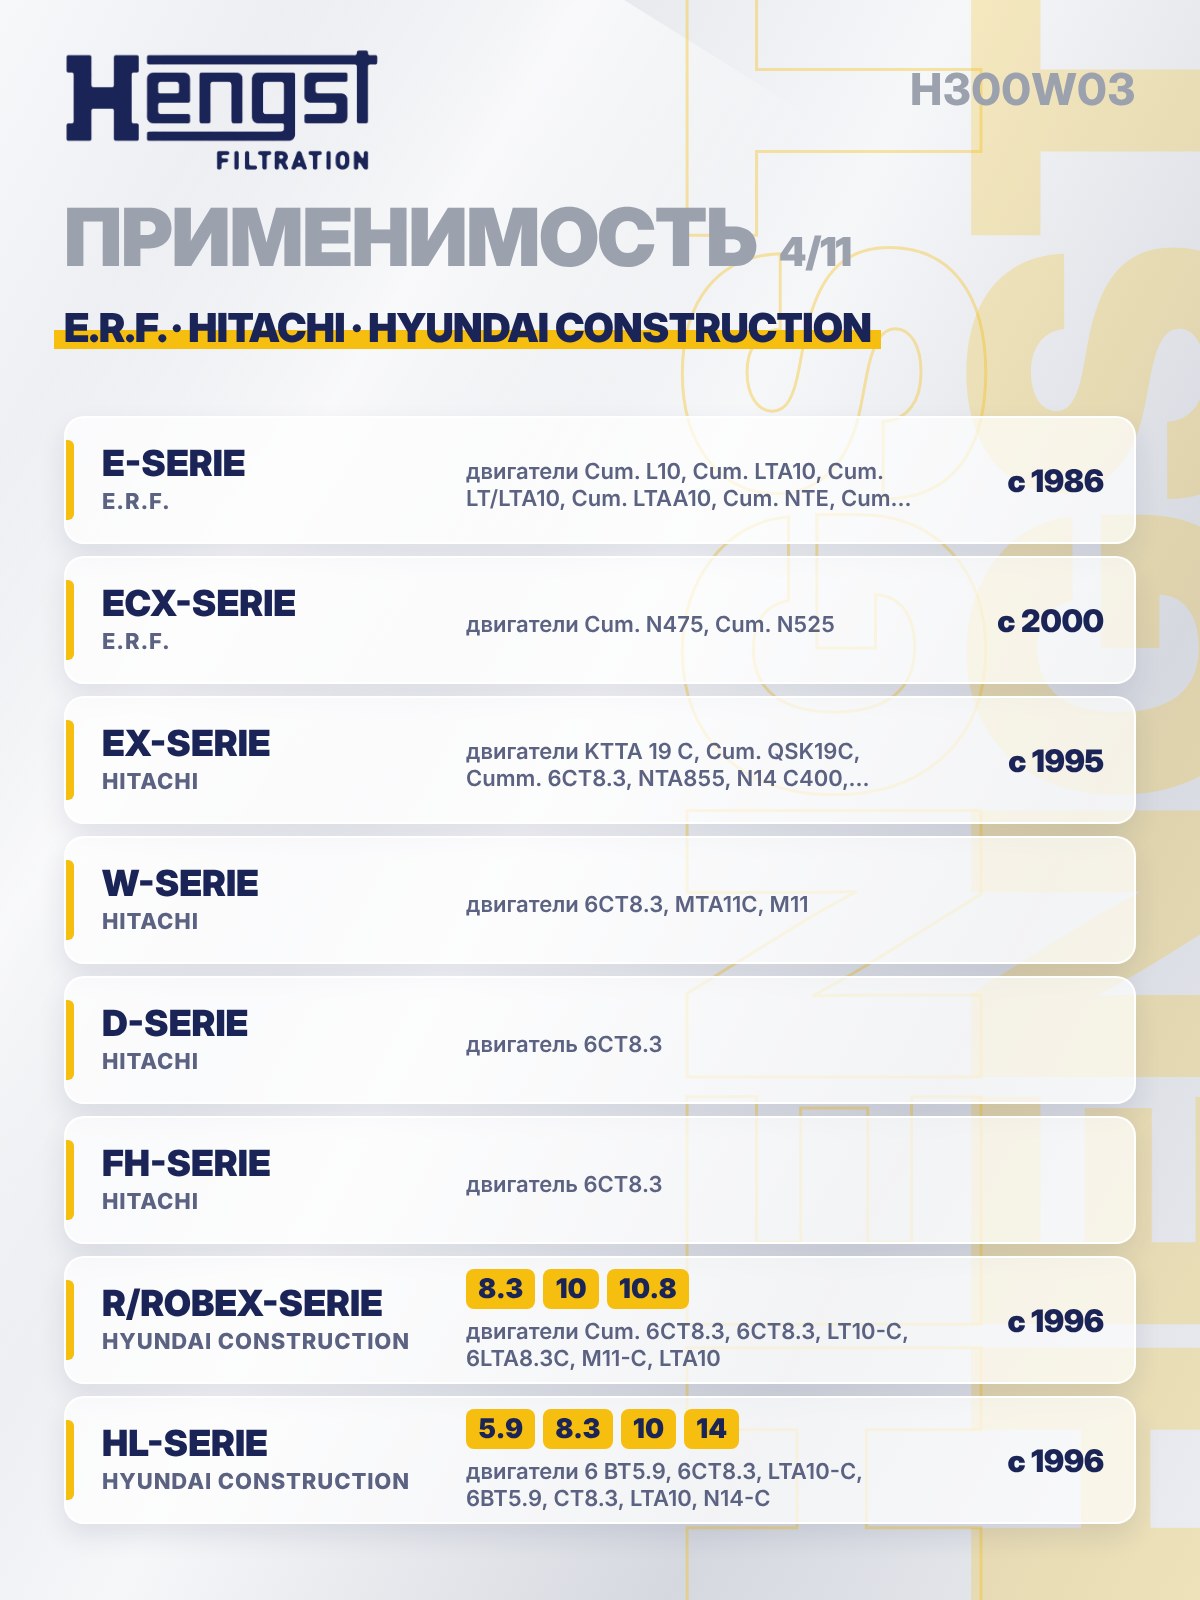 Hengst
FILTRATION
H300W03
ПРИМЕНИМОСТЬ 4/11
E.R.F. · HITACHI · HYUNDAI CONSTRUCTION
E-SERIE
E.R.F.
двигатели Cum. L10, Cum. LTA10, Cum.
LT/LTA10, Cum. LTAA10, Cum. NTE, Cum...
с 1986
ECX-SERIE
E.R.F.
двигатели Cum. N475, Cum. N525
с 2000
EX-SERIE
HITACHI
двигатели KTTA 19 C, Cum. QSK19C,
Cumm. 6CT8.3, NTA855, N14 C400,...
с 1995
W-SERIE
HITACHI
двигатели 6CT8.3, MTA11C, M11
D-SERIE
HITACHI
двигатель 6CT8.3
FH-SERIE
HITACHI
двигатель 6CT8.3
R/ROBEX-SERIE
HYUNDAI CONSTRUCTION
8.3 10 10.8
двигатели Cum. 6CT8.3, 6CT8.3, LT10-C,
6LTA8.3C, M11-C, LTA10
с 1996
HL-SERIE
HYUNDAI CONSTRUCTION
5.9 8.3 10 14
двигатели 6 BT5.9, 6CT8.3, LTA10-C,
6BT5.9, CT8.3, LTA10, N14-C
с 1996
HENGST
HENGST